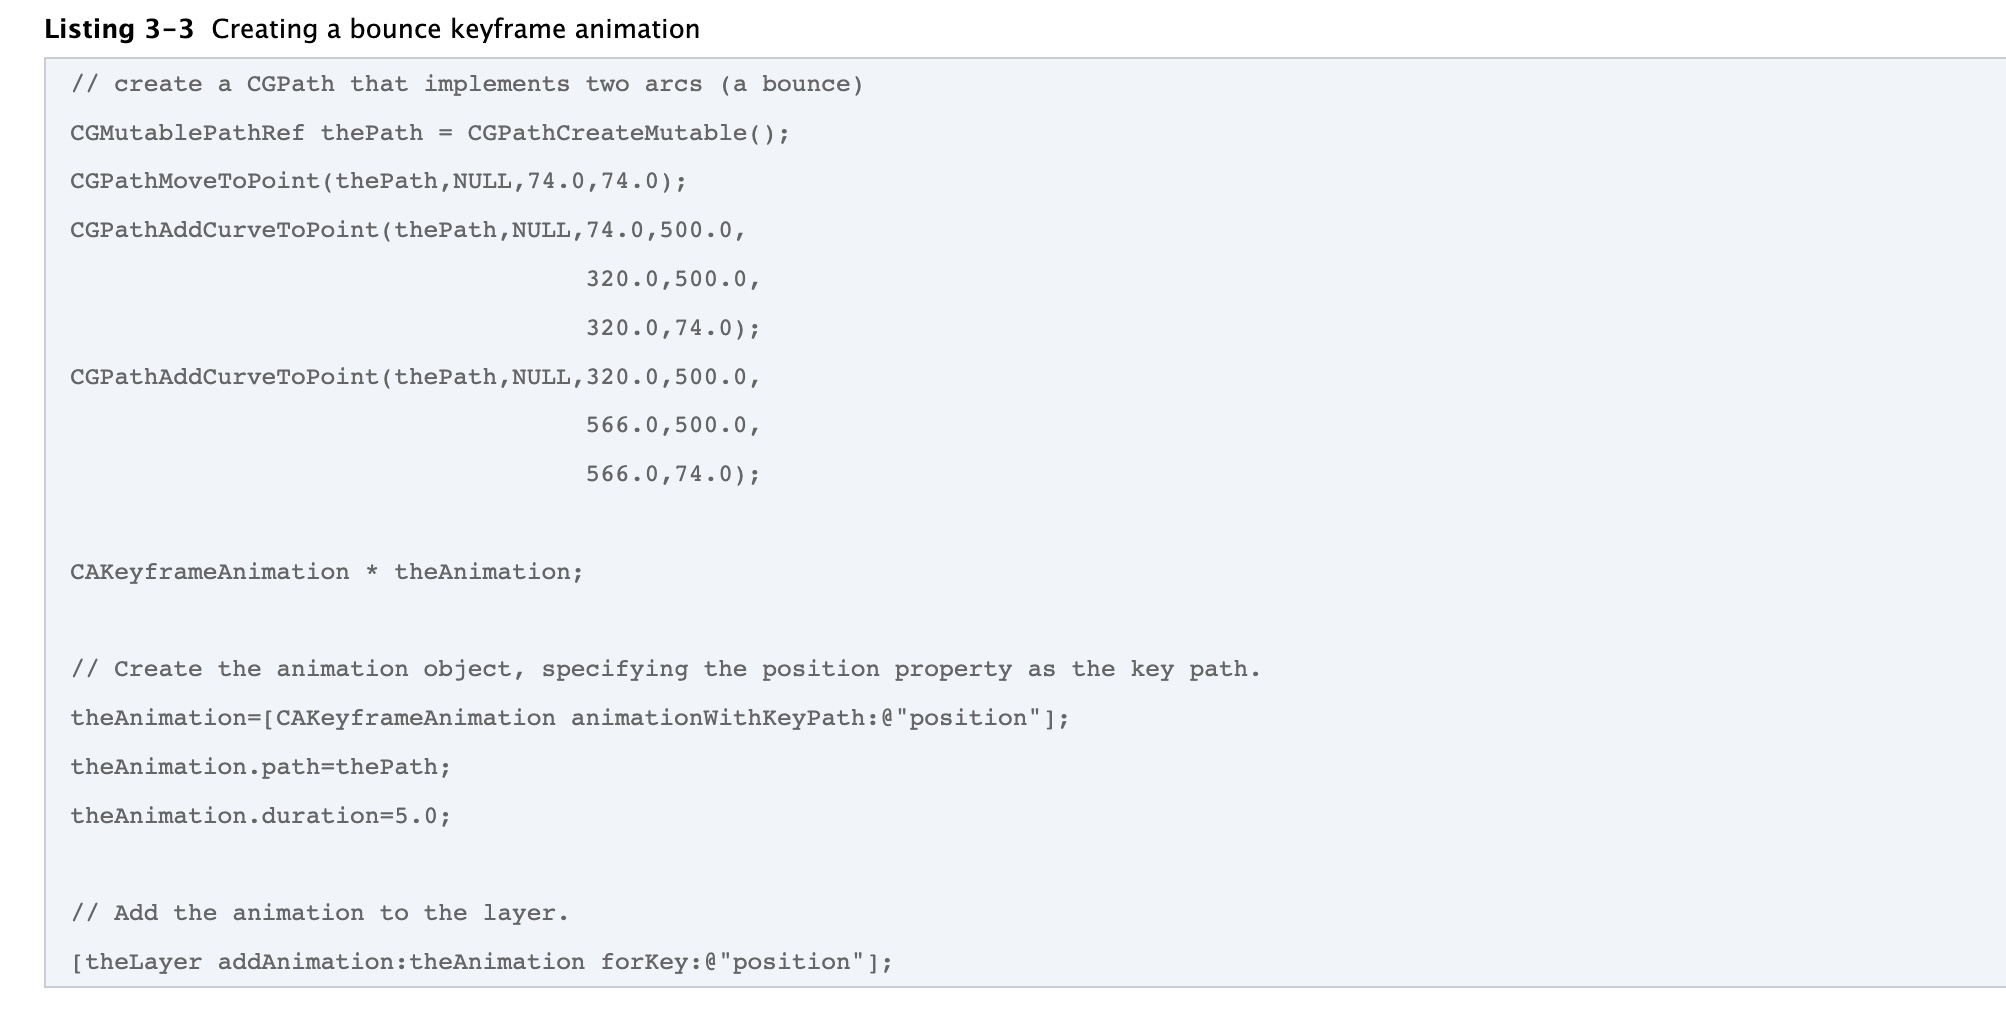 Listing 3-3 Creating a bounce keyframe animation
// create a CGPath that implements two arcs (a bounce)
CGMutablePathRef thePath = CGPathCreateMutable();
CGPathMoveToPoint(thePath,NULL,74.0,74.0);
CGPathAddCurveToPoint(thePath,NULL,74.0,500.0,
                                   320.0,500.0,
                                   320.0,74.0);
CGPathAddCurveToPoint(thePath,NULL,320.0,500.0,
                                   566.0,500.0,
                                   566.0,74.0);
CAKeyframeAnimation * theAnimation;
// Create the animation object, specifying the position property as the key path.
theAnimation=[CAKeyframeAnimation animationWithKeyPath:@"position"];
theAnimation.path=thePath;
theAnimation.duration=5.0;
// Add the animation to the layer.
[theLayer addAnimation:theAnimation forKey:@"position"];